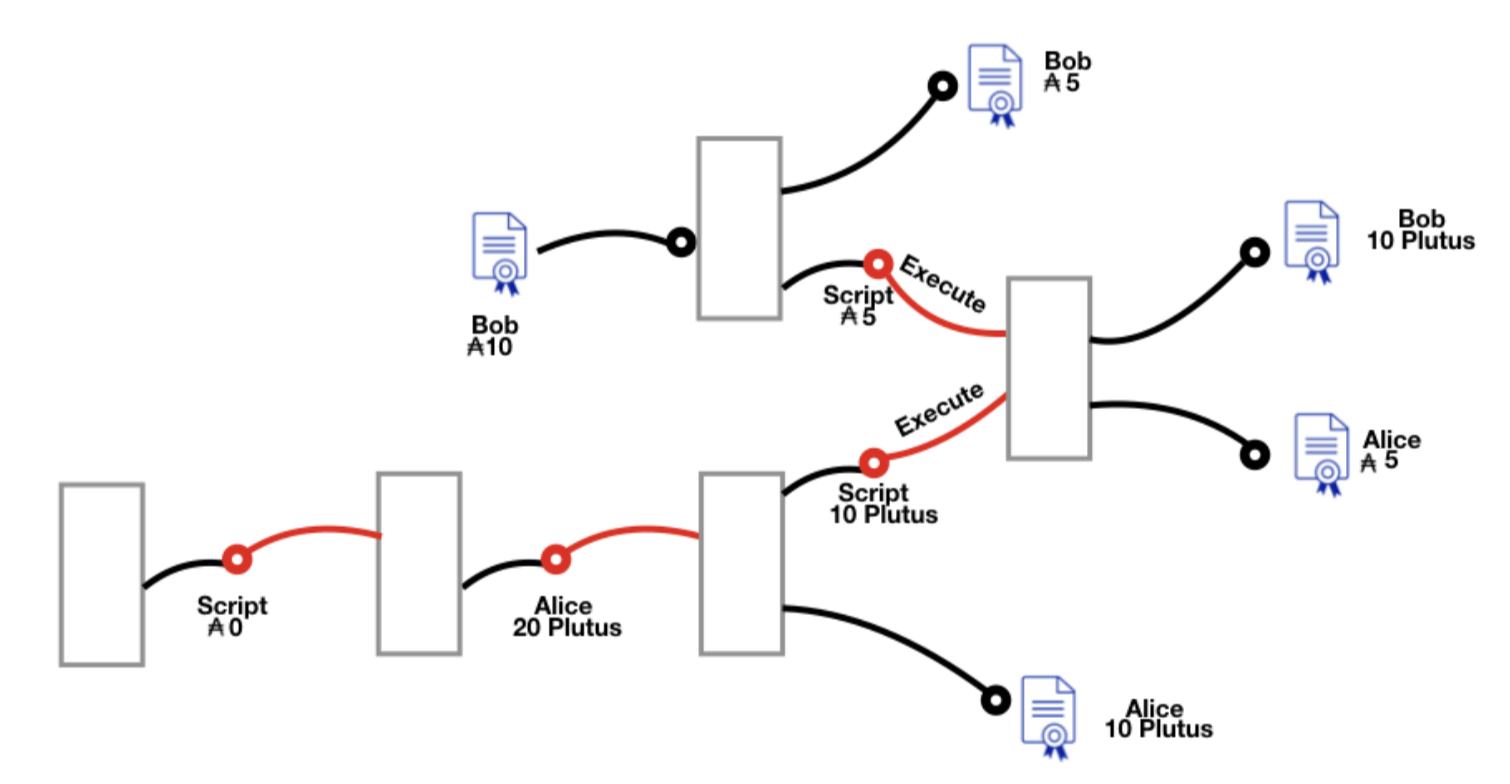 Bob
₳ 5
Bob
10 Plutus
Execute
Script
₳ 5
Bob
₳10
Execute
Alice
₳ 5
Script
10 Plutus
Script
₳ 0
Alice
20 Plutus
Alice
10 Plutus